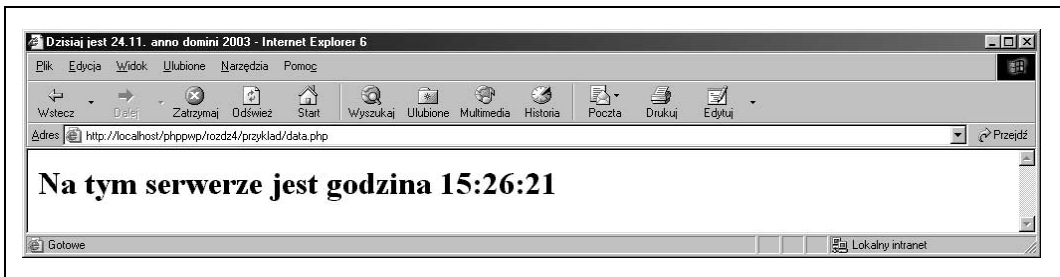 Dzisiaj jest 24.11. anno domini 2003 - Internet Explorer 6
Plik Edycja Widok Ulubione Narzędzia Pomoc
Wstecz Dalej Zatrzymaj Odśwież Start Wyszukaj Ulubione Multimedia Historia Poczta Drukuj Edytuj
Adres http://localhost/phppwp/rozdz4/przyklad/data.php Przejdź
Na tym serwerze jest godzina 15:26:21
Gotowe Lokalny intranet